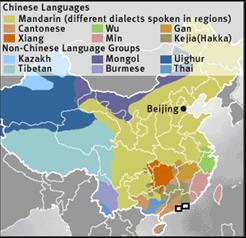 Chinese Languages
Mandarin (different dialects spoken in regions)
Cantonese Wu Gan
Xiang Min Kejia(Hakka)
Non-Chinese Language Groups
Kazakh Mongol Uighur
Tibetan Burmese Thai
Beijing